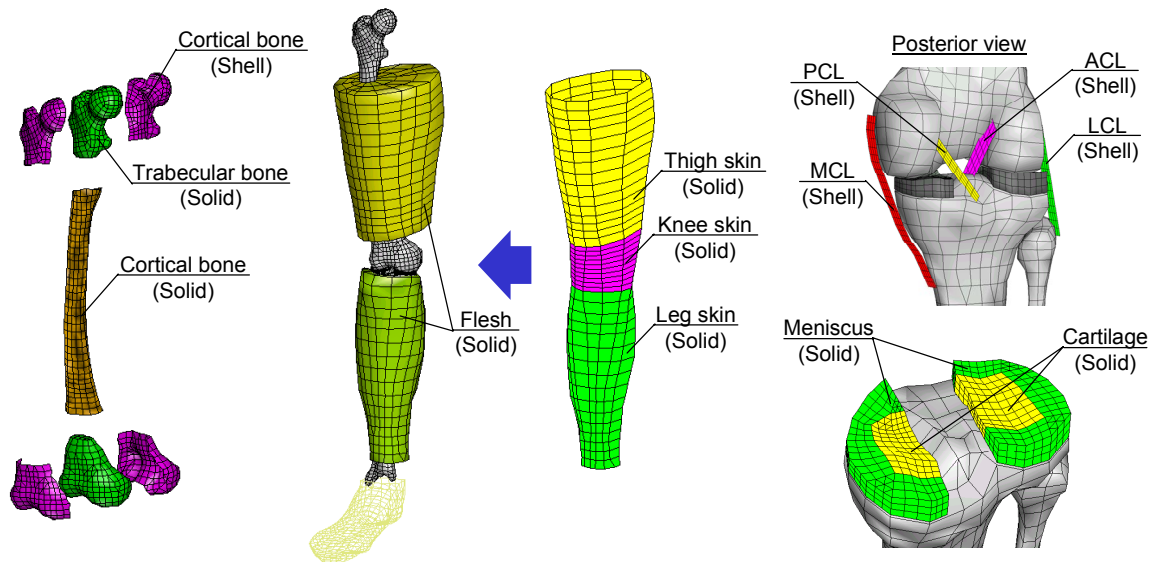 Cortical bone
(Shell)
Trabecular bone
(Solid)
Cortical bone
(Solid)
Flesh
(Solid)
Thigh skin
(Solid)
Knee skin
(Solid)
Leg skin
(Solid)
Posterior view
PCL
(Shell)
ACL
(Shell)
LCL
(Shell)
MCL
(Shell)
Meniscus
(Solid)
Cartilage
(Solid)